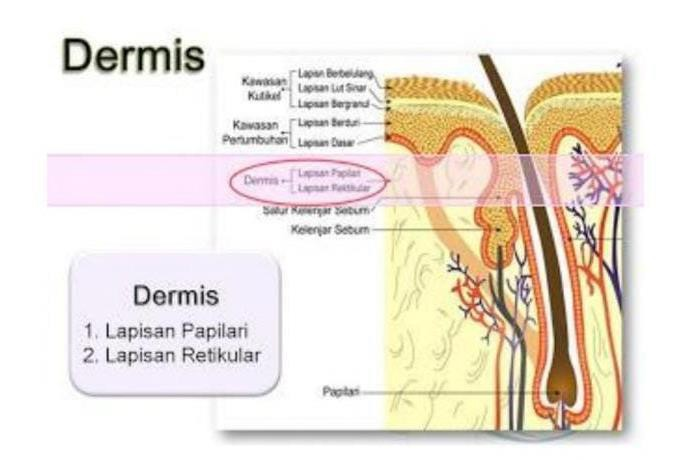 Dermis
Kawasan Kutikel
Lapisn Berbelulang
Lapisan Lut Sinar
Lapisan Bergranul
Kawasan Pertumbuhan
Lapisan Berduri
Lapisan Dasar
Dermis
Lapisan Papilari
Lapisan Retikular
Salur Kelenjar Sebum
Kelenjar Sebum
Dermis
1. Lapisan Papilari
2. Lapisan Retikular
Papilari